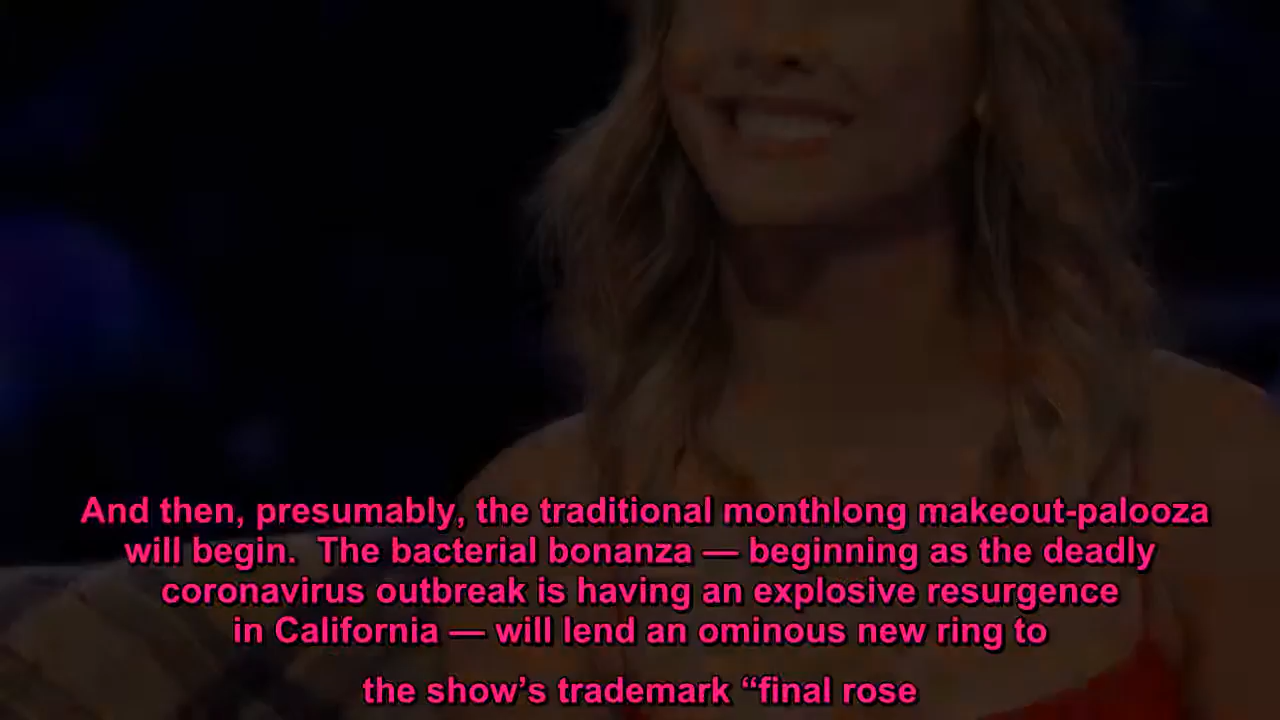 And then, presumably, the traditional monthlong makeout-palooza
will begin.  The bacterial bonanza — beginning as the deadly
coronavirus outbreak is having an explosive resurgence
in California — will lend an ominous new ring to
the show’s trademark “final rose